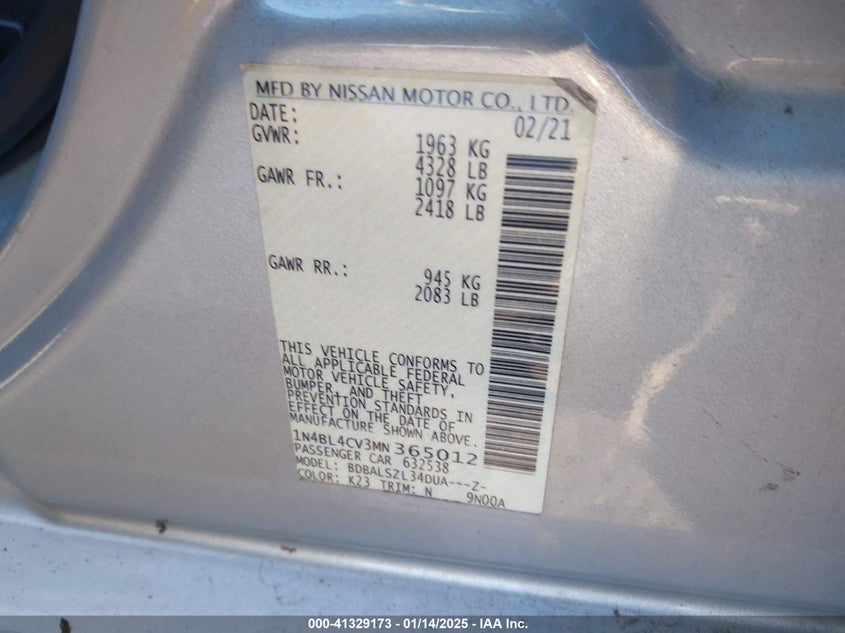 MFD BY NISSAN MOTOR CO., LTD.
DATE: 02/21
GVWR: 1963 KG
4328 LB
GAWR FR.: 1097 KG
2418 LB
GAWR RR.: 945 KG
2083 LB
THIS VEHICLE CONFORMS TO
ALL APPLICABLE FEDERAL
MOTOR VEHICLE SAFETY,
BUMPER, AND THEFT
PREVENTION STANDARDS IN
EFFECT ON THE DATE OF
MANUFACTURE SHOWN ABOVE.
1N4BL4CV3MN 365012
PASSENGER CAR 632538
MODEL: BDBALSZL34DUA---Z-
COLOR: K23 TRIM: N 9N00A
000-41329173 - 01/14/2025 - IAA Inc.